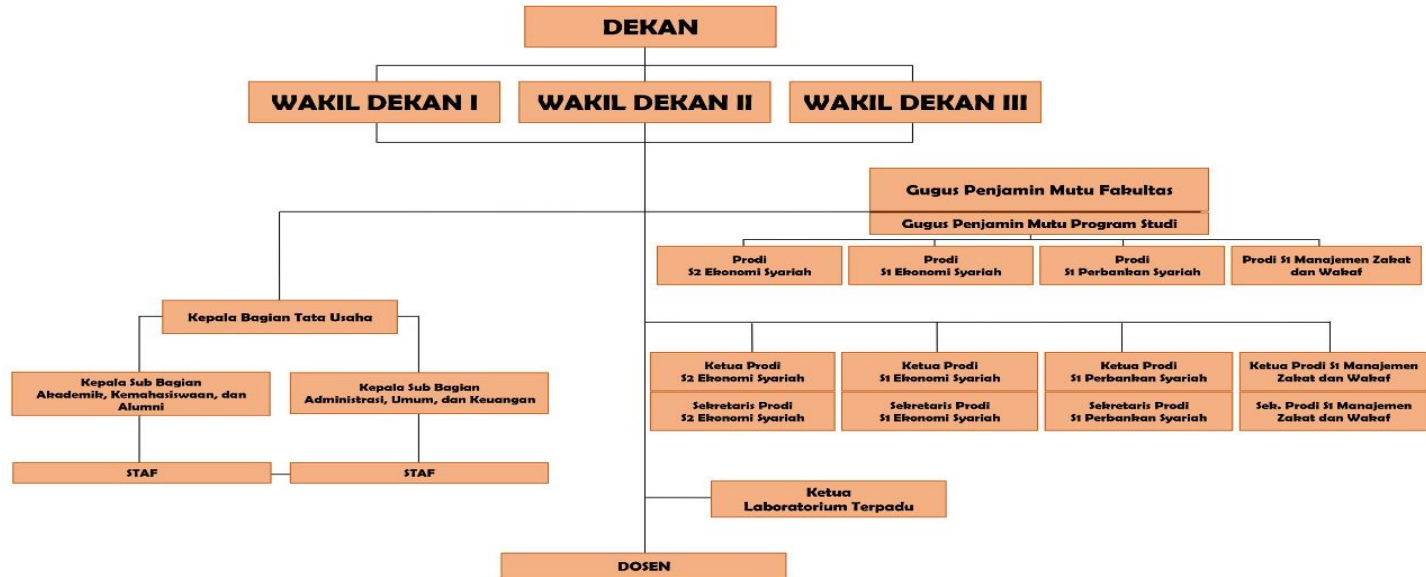 DEKAN
WAKIL DEKAN I
WAKIL DEKAN II
WAKIL DEKAN III
Gugus Penjamin Mutu Fakultas
Gugus Penjamin Mutu Program Studi
Prodi
S2 Ekonomi Syariah
Prodi
S1 Ekonomi Syariah
Prodi
S1 Perbankan Syariah
Prodi S1 Manajemen Zakat
dan Wakaf
Kepala Bagian Tata Usaha
Kepala Sub Bagian
Akademik, Kemahasiswaan, dan
Alumni
Kepala Sub Bagian
Administrasi, Umum, dan Keuangan
STAF
STAF
Ketua Prodi
S2 Ekonomi Syariah
Ketua Prodi
S1 Ekonomi Syariah
Ketua Prodi
S1 Perbankan Syariah
Ketua Prodi S1 Manajemen
Zakat dan Wakaf
Sekretaris Prodi
S2 Ekonomi Syariah
Sekretaris Prodi
S1 Ekonomi Syariah
Sekretaris Prodi
S1 Perbankan Syariah
Sek. Prodi S1 Manajemen
Zakat dan Wakaf
Ketua
Laboratorium Terpadu
DOSEN